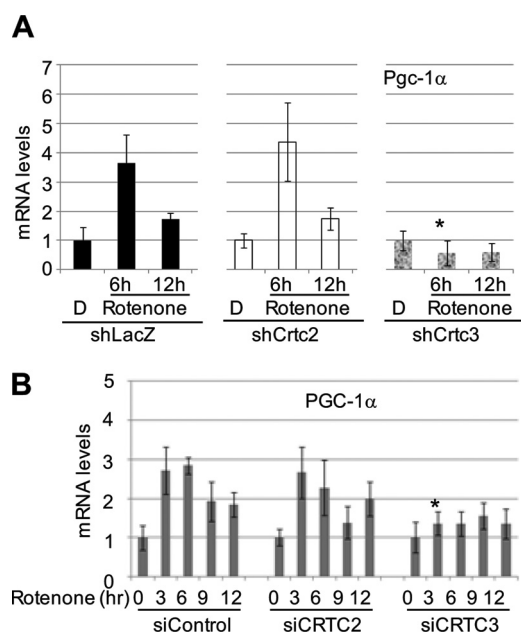 A
mRNA levels
7
6
5
4
3
2
1
0
Pgc-1α
*
6h 12h 6h 12h 6h 12h
D Rotenone D Rotenone D Rotenone
shLacZ shCrtc2 shCrtc3
B
mRNA levels
5
4
3
2
1
0
PGC-1α
*
Rotenone (hr) 0 3 6 9 12 0 3 6 9 12 0 3 6 9 12
siControl siCRTC2 siCRTC3